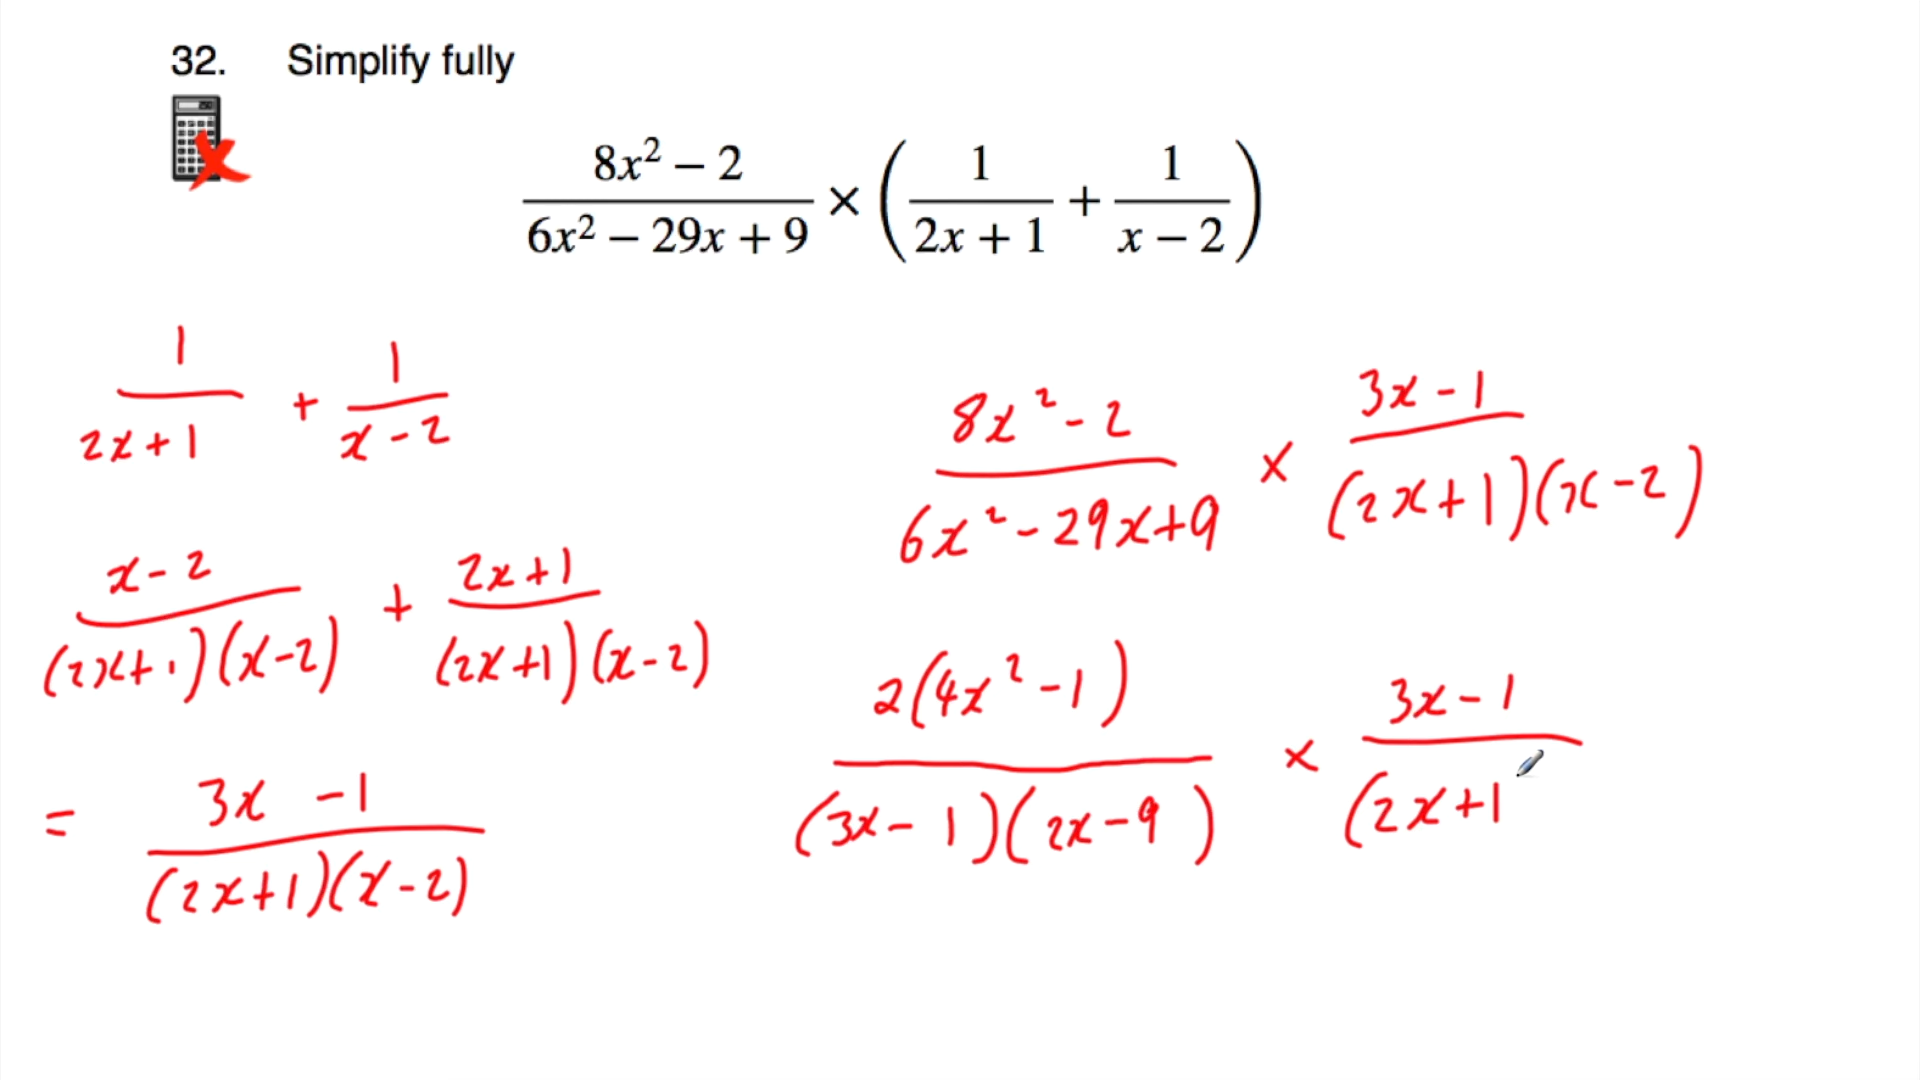 32. Simplify fully
8x² − 2 / 6x² − 29x + 9 × ( 1 / 2x + 1 + 1 / x − 2 )
1 / 2x+1 + 1 / x-2
x-2 / (2x+1)(x-2) + 2x+1 / (2x+1)(x-2)
= 3x -1 / (2x+1)(x-2)
8x² - 2 / 6x² - 29x+9 × 3x-1 / (2x+1)(x-2)
2(4x² -1) / (3x-1)(2x-9) × 3x-1 / (2x+1